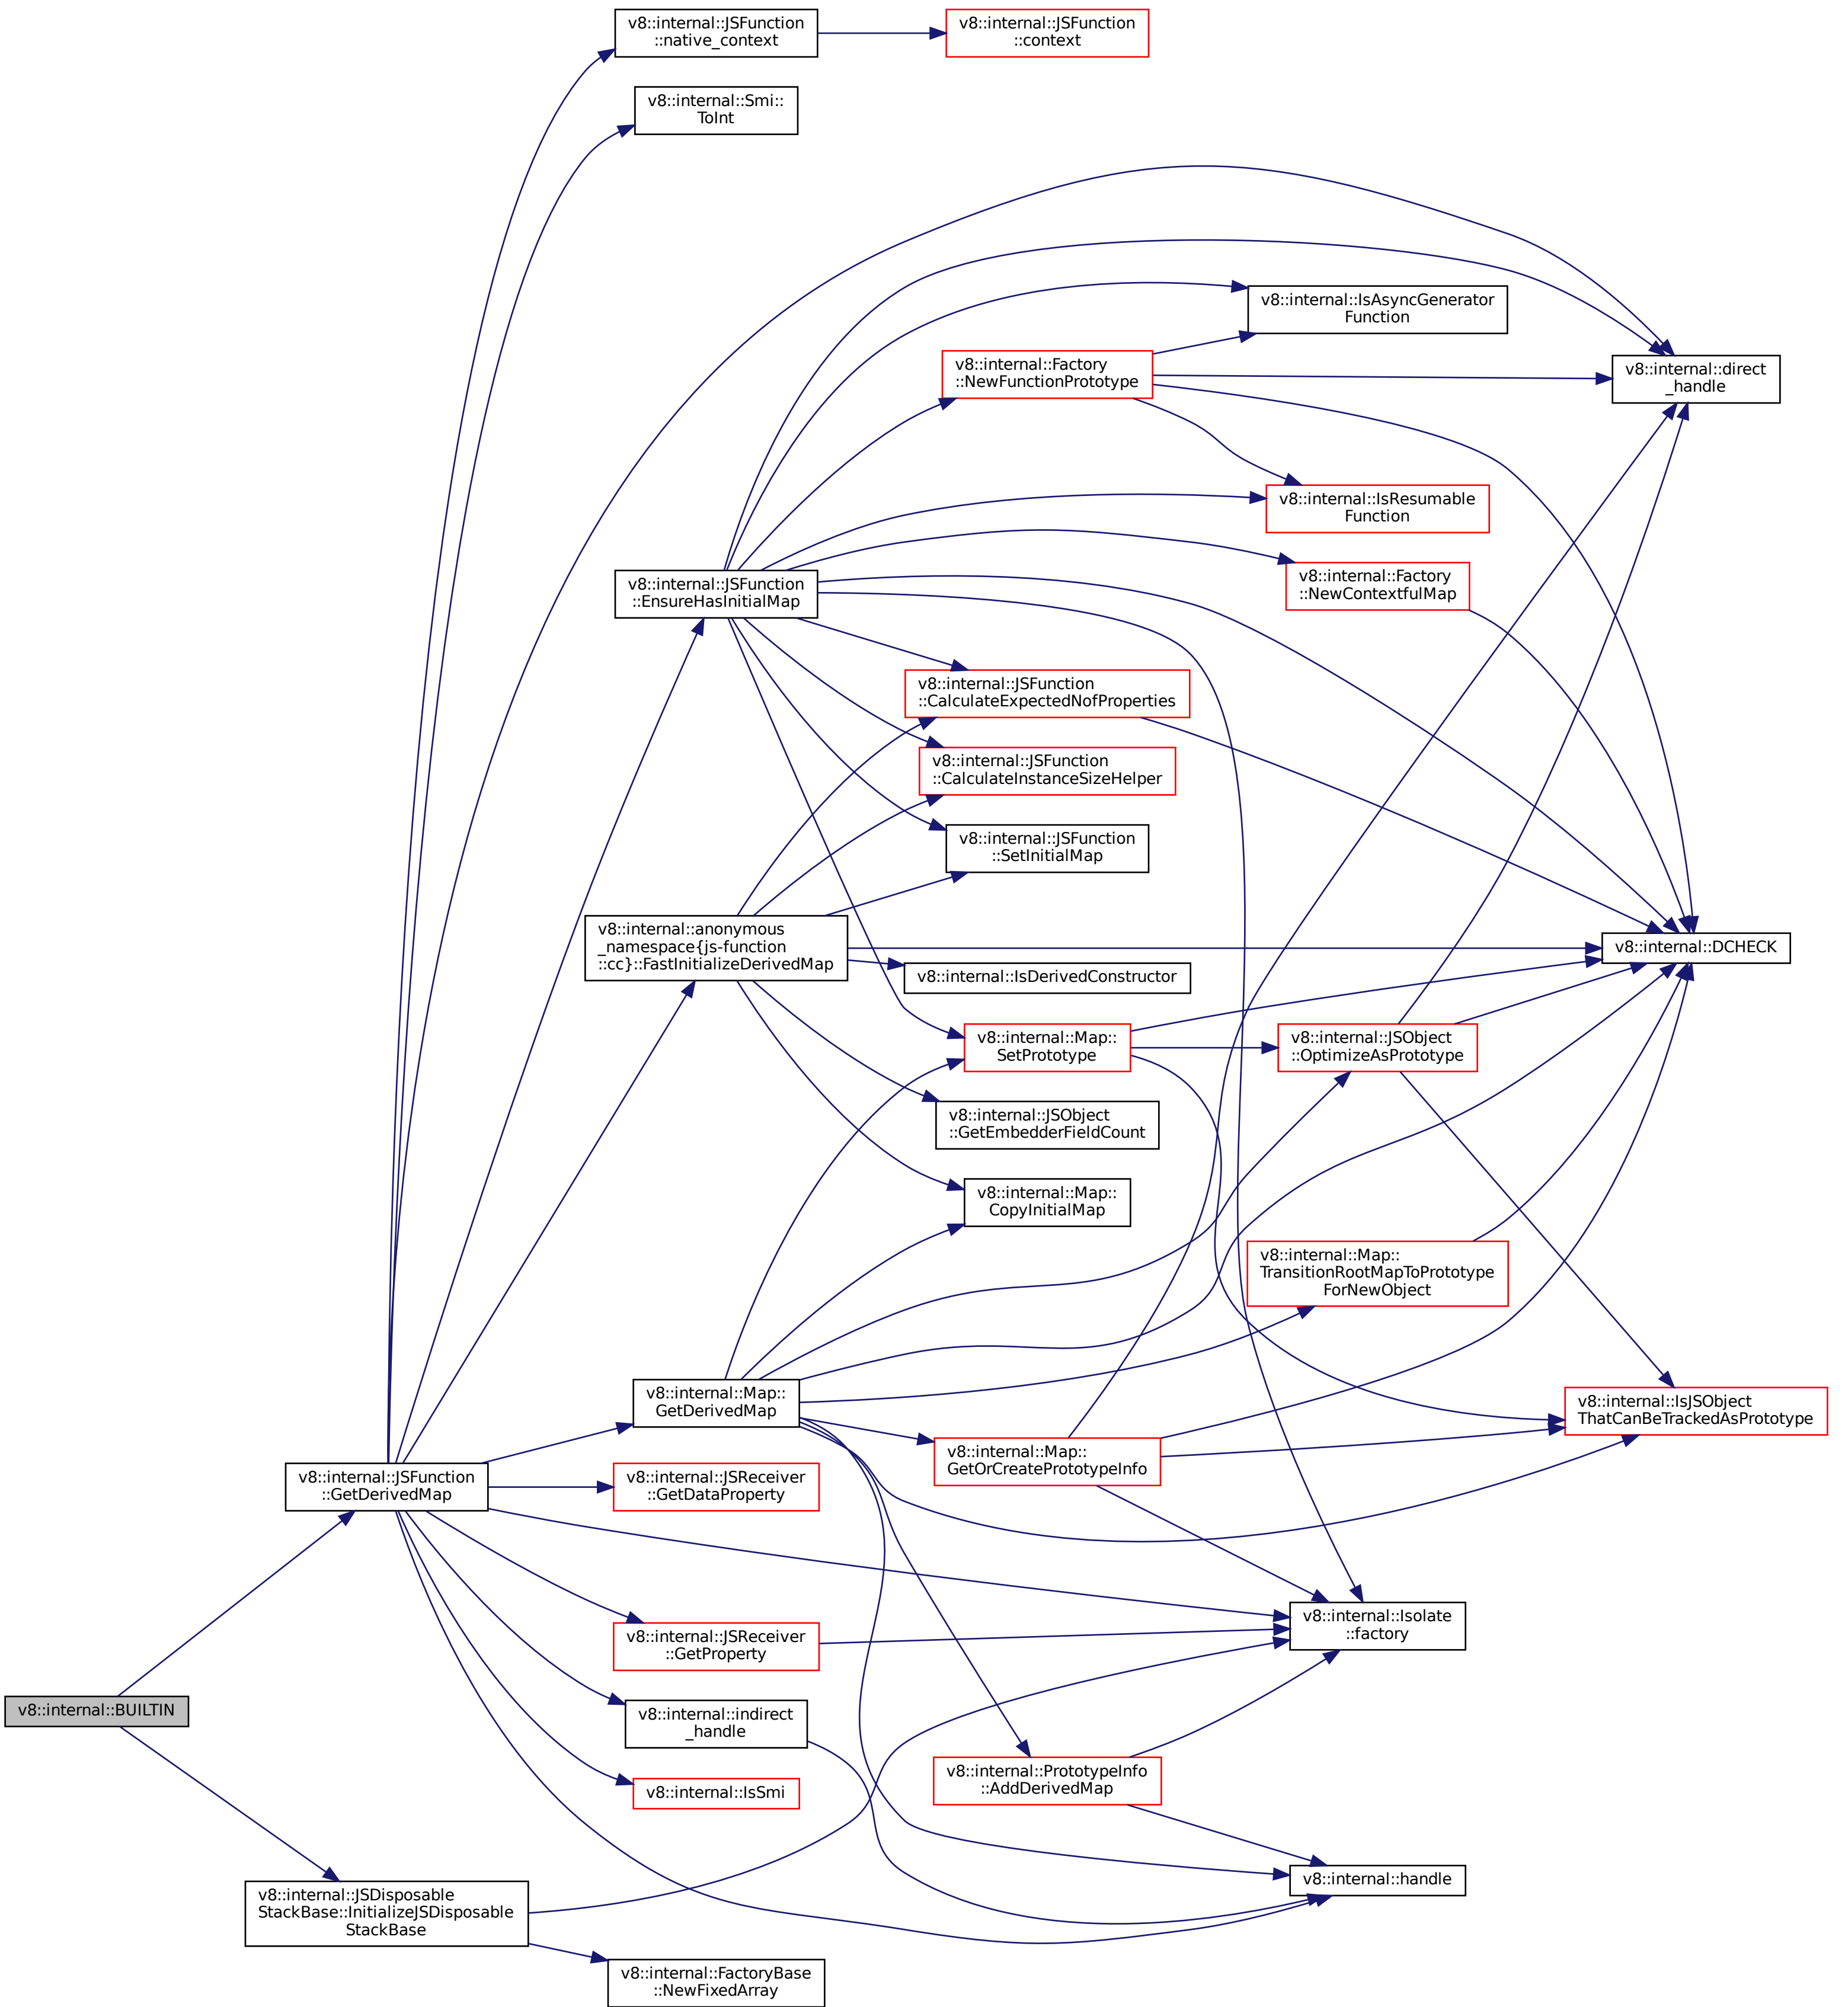 v8::internal::JSFunction
::native_context
v8::internal::JSFunction
::context
v8::internal::Smi::
ToInt
v8::internal::IsAsyncGenerator
Function
v8::internal::Factory
::NewFunctionPrototype
v8::internal::direct
_handle
v8::internal::IsResumable
Function
v8::internal::JSFunction
::EnsureHasInitialMap
v8::internal::Factory
::NewContextfulMap
v8::internal::JSFunction
::CalculateExpectedNofProperties
v8::internal::JSFunction
::CalculateInstanceSizeHelper
v8::internal::JSFunction
::SetInitialMap
v8::internal::anonymous
_namespace{js-function
::cc}::FastInitializeDerivedMap
v8::internal::DCHECK
v8::internal::IsDerivedConstructor
v8::internal::Map::
SetPrototype
v8::internal::JSObject
::OptimizeAsPrototype
v8::internal::JSObject
::GetEmbedderFieldCount
v8::internal::Map::
CopyInitialMap
v8::internal::Map::
TransitionRootMapToPrototype
ForNewObject
v8::internal::Map::
GetDerivedMap
v8::internal::IsJSObject
ThatCanBeTrackedAsPrototype
v8::internal::Map::
GetOrCreatePrototypeInfo
v8::internal::JSFunction
::GetDerivedMap
v8::internal::JSReceiver
::GetDataProperty
v8::internal::Isolate
::factory
v8::internal::JSReceiver
::GetProperty
v8::internal::BUILTIN
v8::internal::indirect
_handle
v8::internal::PrototypeInfo
::AddDerivedMap
v8::internal::IsSmi
v8::internal::handle
v8::internal::JSDisposable
StackBase::InitializeJSDisposable
StackBase
v8::internal::FactoryBase
::NewFixedArray